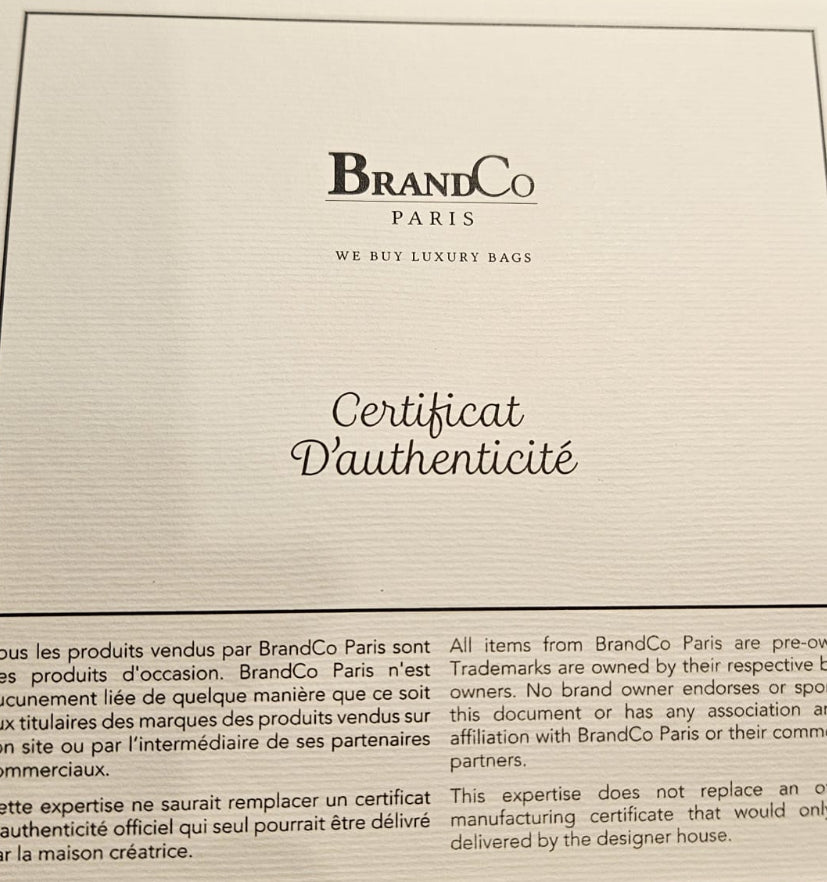 BRANDCO
PARIS
WE BUY LUXURY BAGS
Certificat
D'authenticité
les produits vendus par BrandCo Paris sont
produits d'occasion. BrandCo Paris n'est
liée de quelque manière que ce soit
titulaires des marques des produits vendus sur
site ou par l'intermédiaire de ses partenaires
expertise ne saurait remplacer un certificat
authenticité officiel qui seul pourrait être délivré
la maison créatrice.
All items from BrandCo Paris are
Trademarks are owned by their respective
owners. No brand owner endorses or
this document or has any association
affiliation with BrandCo Paris or their
partners.
This expertise does not replace an
manufacturing certificate that would
delivered by the designer house.